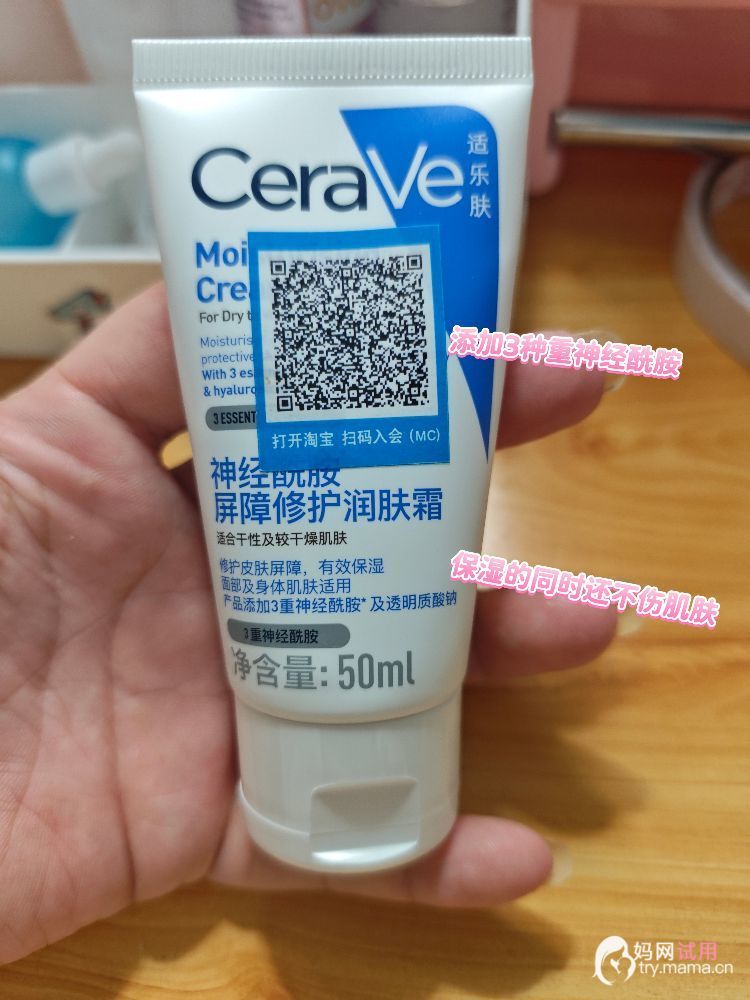 CeraVe
适乐肤
Moi
Crea
For Dry t
Moisturis
protective
With 3 ess
& hyaluro
3 ESSENT
打开淘宝 扫码入会 (MC)
添加3种重神经酰胺
神经酰胺
屏障修护润肤霜
适合干性及较干燥肌肤
修护皮肤屏障，有效保湿
面部及身体肌肤适用
产品添加3重神经酰胺* 及透明质酸钠
保湿的同时还不伤肌肤
3重神经酰胺
净含量: 50ml
妈网试用
try.mama.cn